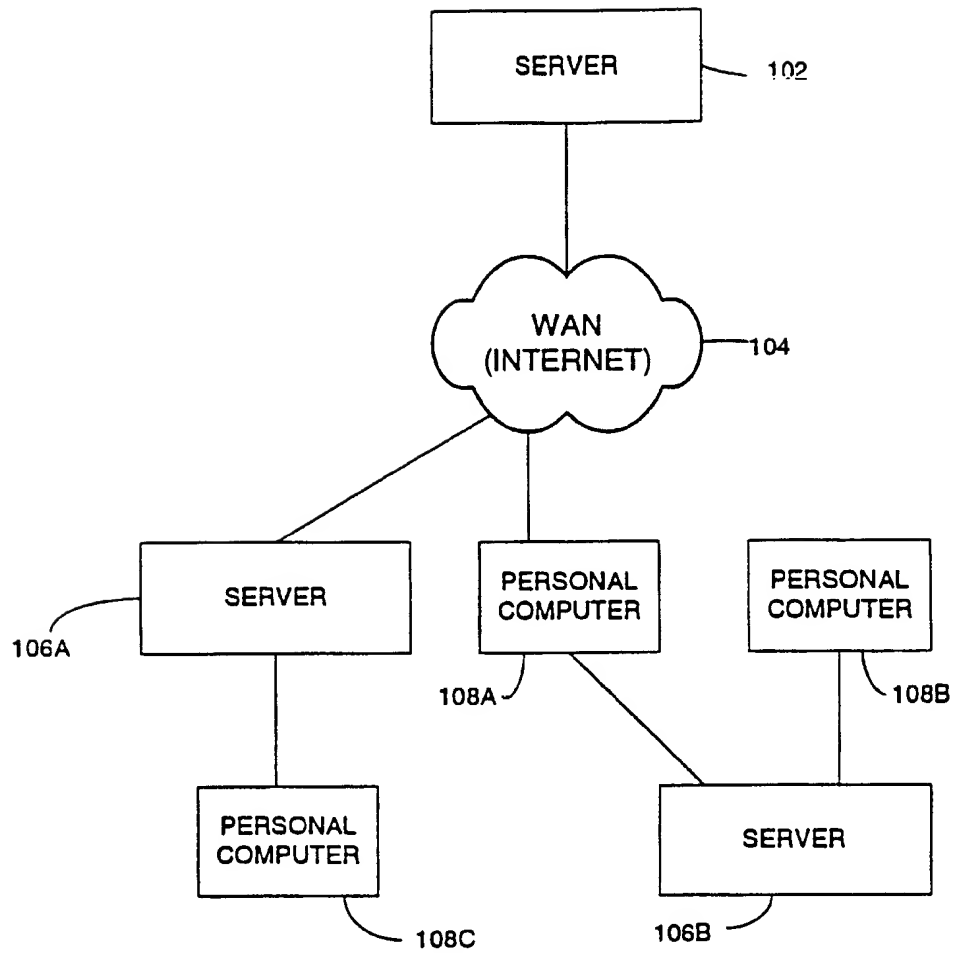 SERVER
102
WAN
(INTERNET)
104
SERVER
106A
PERSONAL
COMPUTER
108A
PERSONAL
COMPUTER
108B
PERSONAL
COMPUTER
108C
SERVER
106B